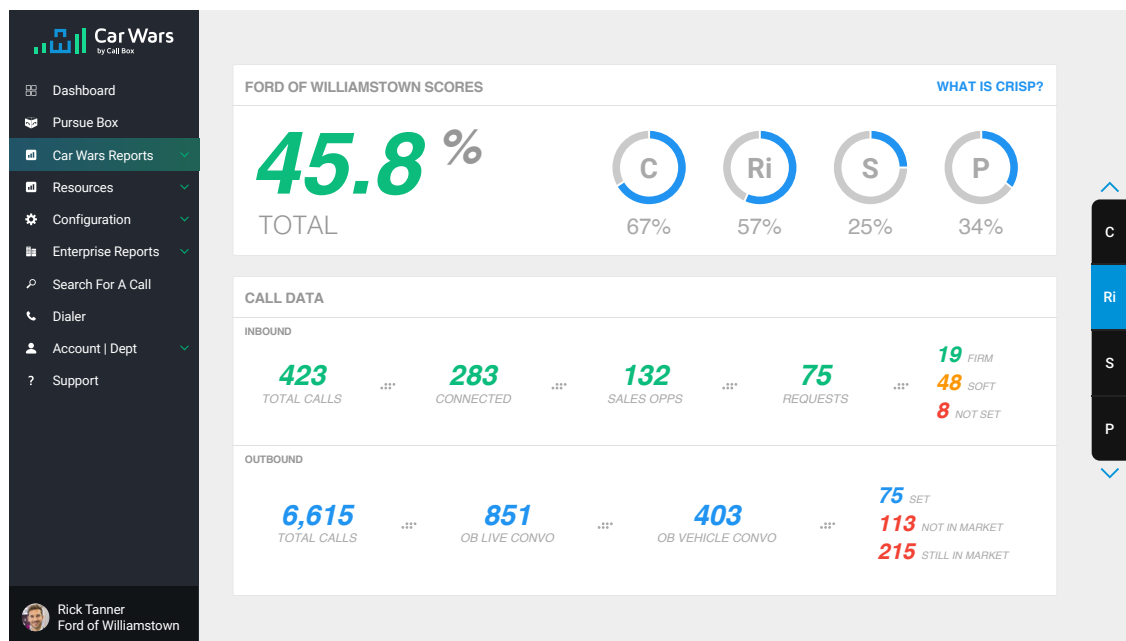 Car Wars
by Call Box
Dashboard
Pursue Box
Car Wars Reports
Resources
Configuration
Enterprise Reports
Search For A Call
Dialer
Account | Dept
? Support
Rick Tanner
Ford of Williamstown
FORD OF WILLIAMSTOWN SCORES
WHAT IS CRISP?
45.8 %
TOTAL
C Ri S P
67% 57% 25% 34%
CALL DATA
INBOUND
423 283 132 75
TOTAL CALLS CONNECTED SALES OPPS REQUESTS
19 FIRM
48 SOFT
8 NOT SET
OUTBOUND
6,615 851 403
TOTAL CALLS OB LIVE CONVO OB VEHICLE CONVO
75 SET
113 NOT IN MARKET
215 STILL IN MARKET
C
Ri
S
P